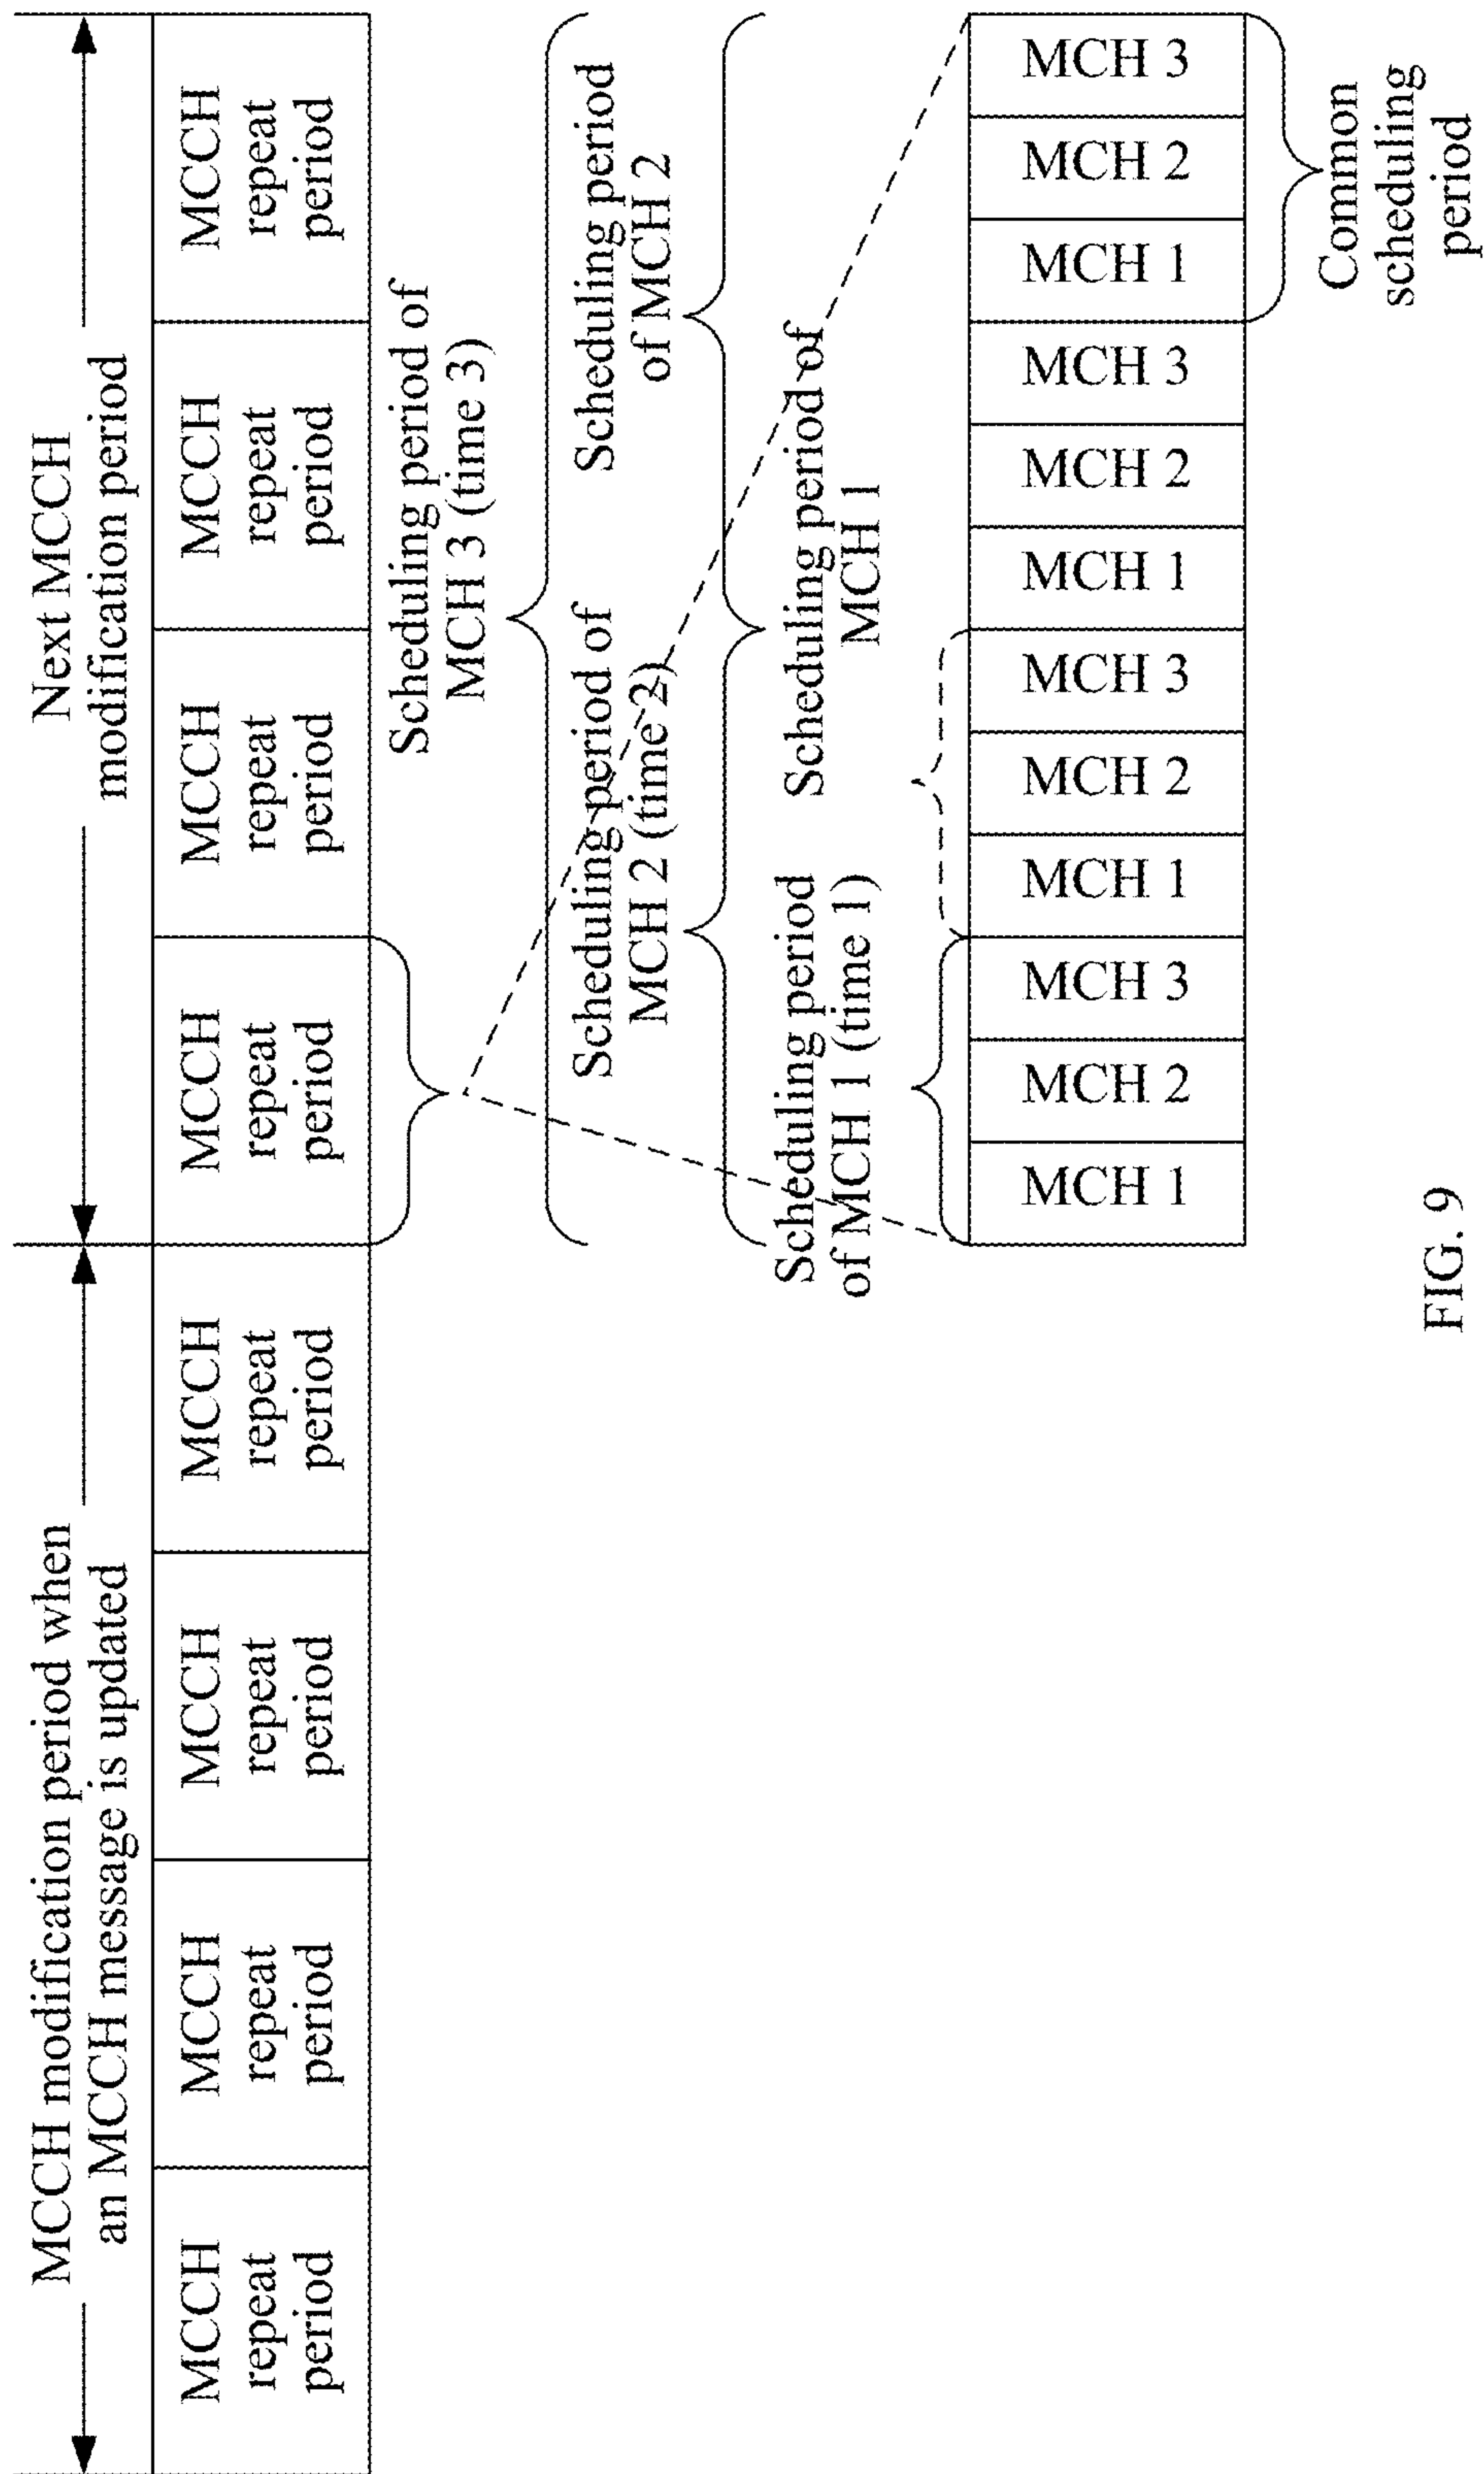 MCCH modification period when
an MCCH message is updated
Next MCCH
modification period
MCCH
repeat
period
MCCH
repeat
period
MCCH
repeat
period
MCCH
repeat
period
MCCH
repeat
period
MCCH
repeat
period
MCCH
repeat
period
MCCH
repeat
period
Scheduling period of
MCH 3 (time 3)
Scheduling period of
MCH 2 (time 2)
Scheduling period
of MCH 2
Scheduling period
of MCH 1 (time 1)
Scheduling period of
MCH 1
MCH 1
MCH 2
MCH 3
MCH 1
MCH 2
MCH 3
MCH 1
MCH 2
MCH 3
MCH 1
MCH 2
MCH 3
Common
scheduling
period
FIG. 9